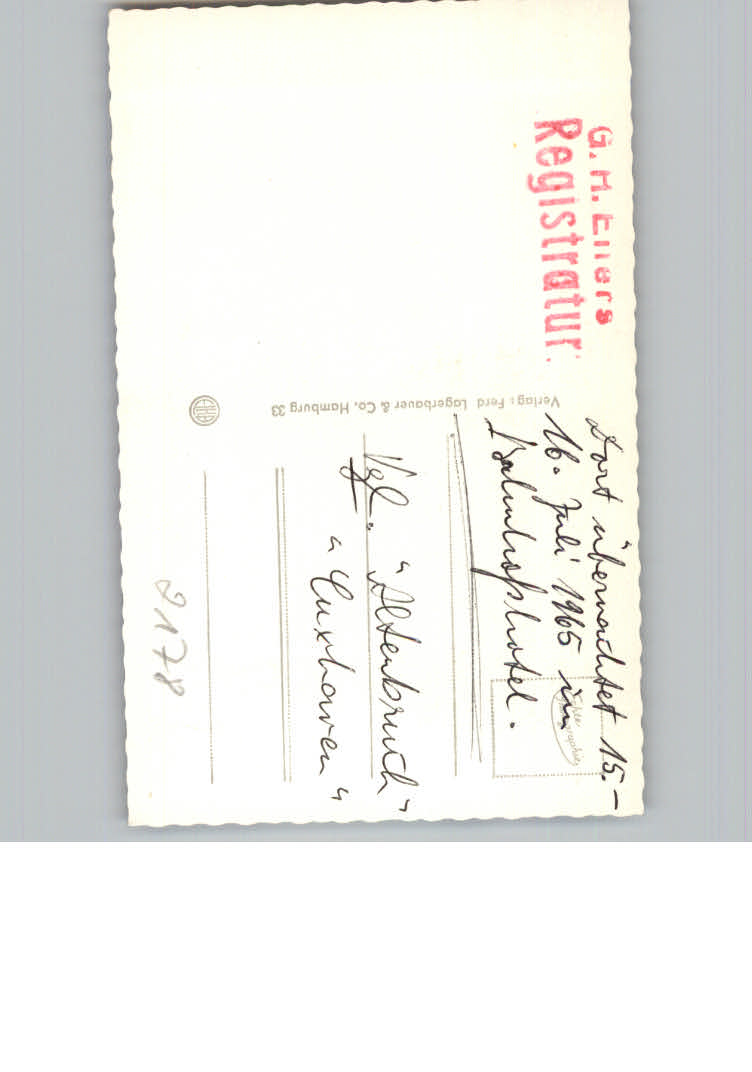 G. H. Eilers
Registratur
Verlag: Ferd Lagerbauer & Co. Hamburg 33
Dort übernachtet 15.–
16. Juli 1965 im
Bahnhofshotel.
Vgl. "Altenbruch"
" Cuxhaven "
2178